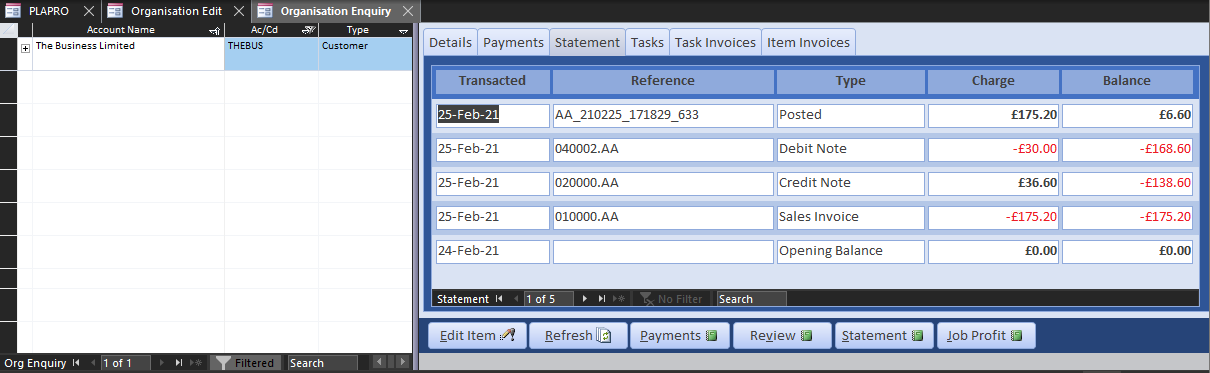 PLAPRO Organisation Edit Organisation Enquiry
Account Name Ac/Cd Type
The Business Limited THEBUS Customer
Org Enquiry 1 of 1 Filtered Search
Details Payments Statement Tasks Task Invoices Item Invoices
Transacted Reference Type Charge Balance
25-Feb-21 AA_210225_171829_633 Posted £175.20 £6.60
25-Feb-21 040002.AA Debit Note -£30.00 -£168.60
25-Feb-21 020000.AA Credit Note £36.60 -£138.60
25-Feb-21 010000.AA Sales Invoice -£175.20 -£175.20
24-Feb-21 Opening Balance £0.00 £0.00
Statement 1 of 5 No Filter Search
Edit Item Refresh Payments Review Statement Job Profit